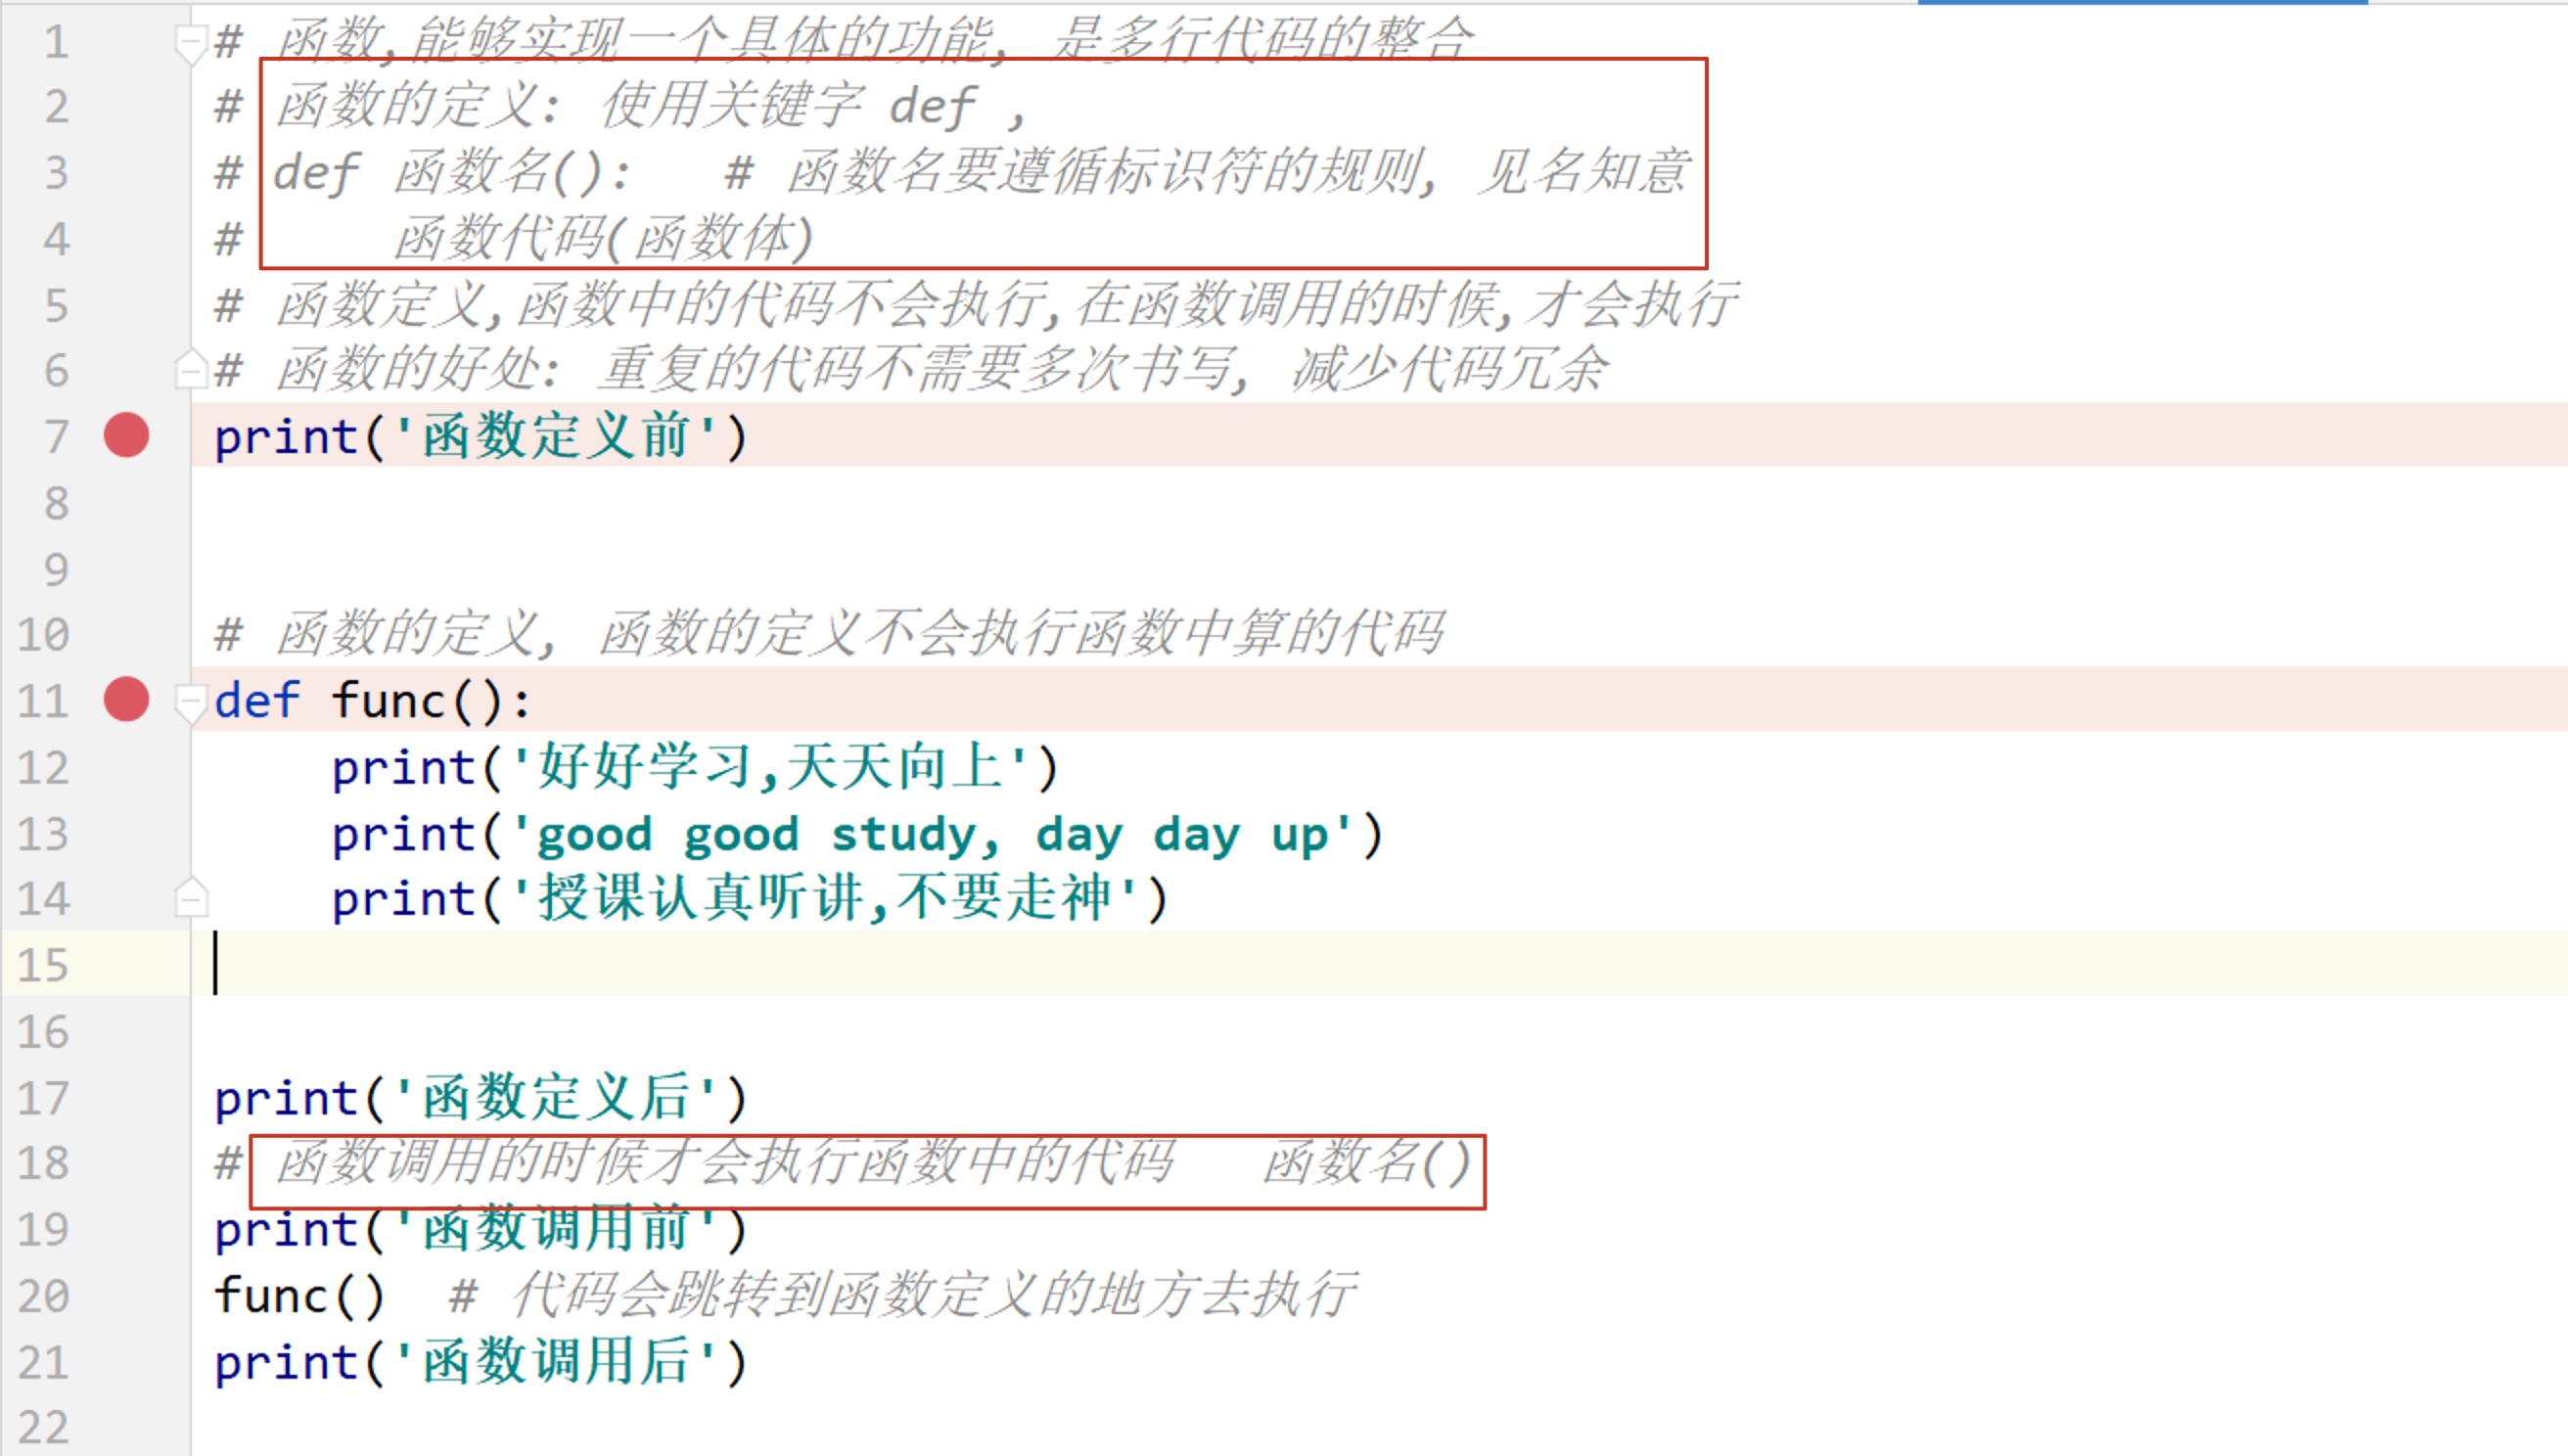 1 # 函数,能够实现一个具体的功能, 是多行代码的整合
2 # 函数的定义: 使用关键字 def ,
3 # def 函数名():   # 函数名要遵循标识符的规则, 见名知意
4 #     函数代码(函数体)
5 # 函数定义,函数中的代码不会执行,在函数调用的时候,才会执行
6 # 函数的好处: 重复的代码不需要多次书写, 减少代码冗余
7 print('函数定义前')
8
9
10 # 函数的定义, 函数的定义不会执行函数中算的代码
11 def func():
12     print('好好学习,天天向上')
13     print('good good study, day day up')
14     print('授课认真听讲,不要走神')
15
16
17 print('函数定义后')
18 # 函数调用的时候才会执行函数中的代码   函数名()
19 print('函数调用前')
20 func()  # 代码会跳转到函数定义的地方去执行
21 print('函数调用后')
22